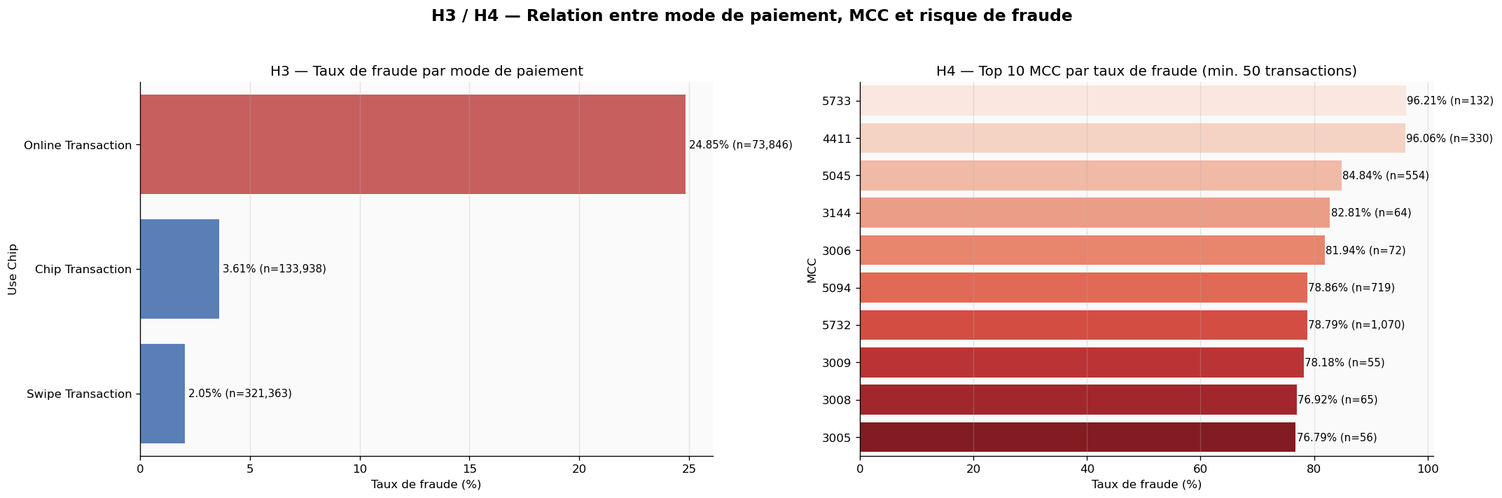 H3 / H4 — Relation entre mode de paiement, MCC et risque de fraude
H3 — Taux de fraude par mode de paiement
Use Chip
Online Transaction
24.85% (n=73,846)
Chip Transaction
3.61% (n=133,938)
Swipe Transaction
2.05% (n=321,363)
0 5 10 15 20 25
Taux de fraude (%)
H4 — Top 10 MCC par taux de fraude (min. 50 transactions)
MCC
5733 96.21% (n=132)
4411 96.06% (n=330)
5045 84.84% (n=554)
3144 82.81% (n=64)
3006 81.94% (n=72)
5094 78.86% (n=719)
5732 78.79% (n=1,070)
3009 78.18% (n=55)
3008 76.92% (n=65)
3005 76.79% (n=56)
0 20 40 60 80 100
Taux de fraude (%)